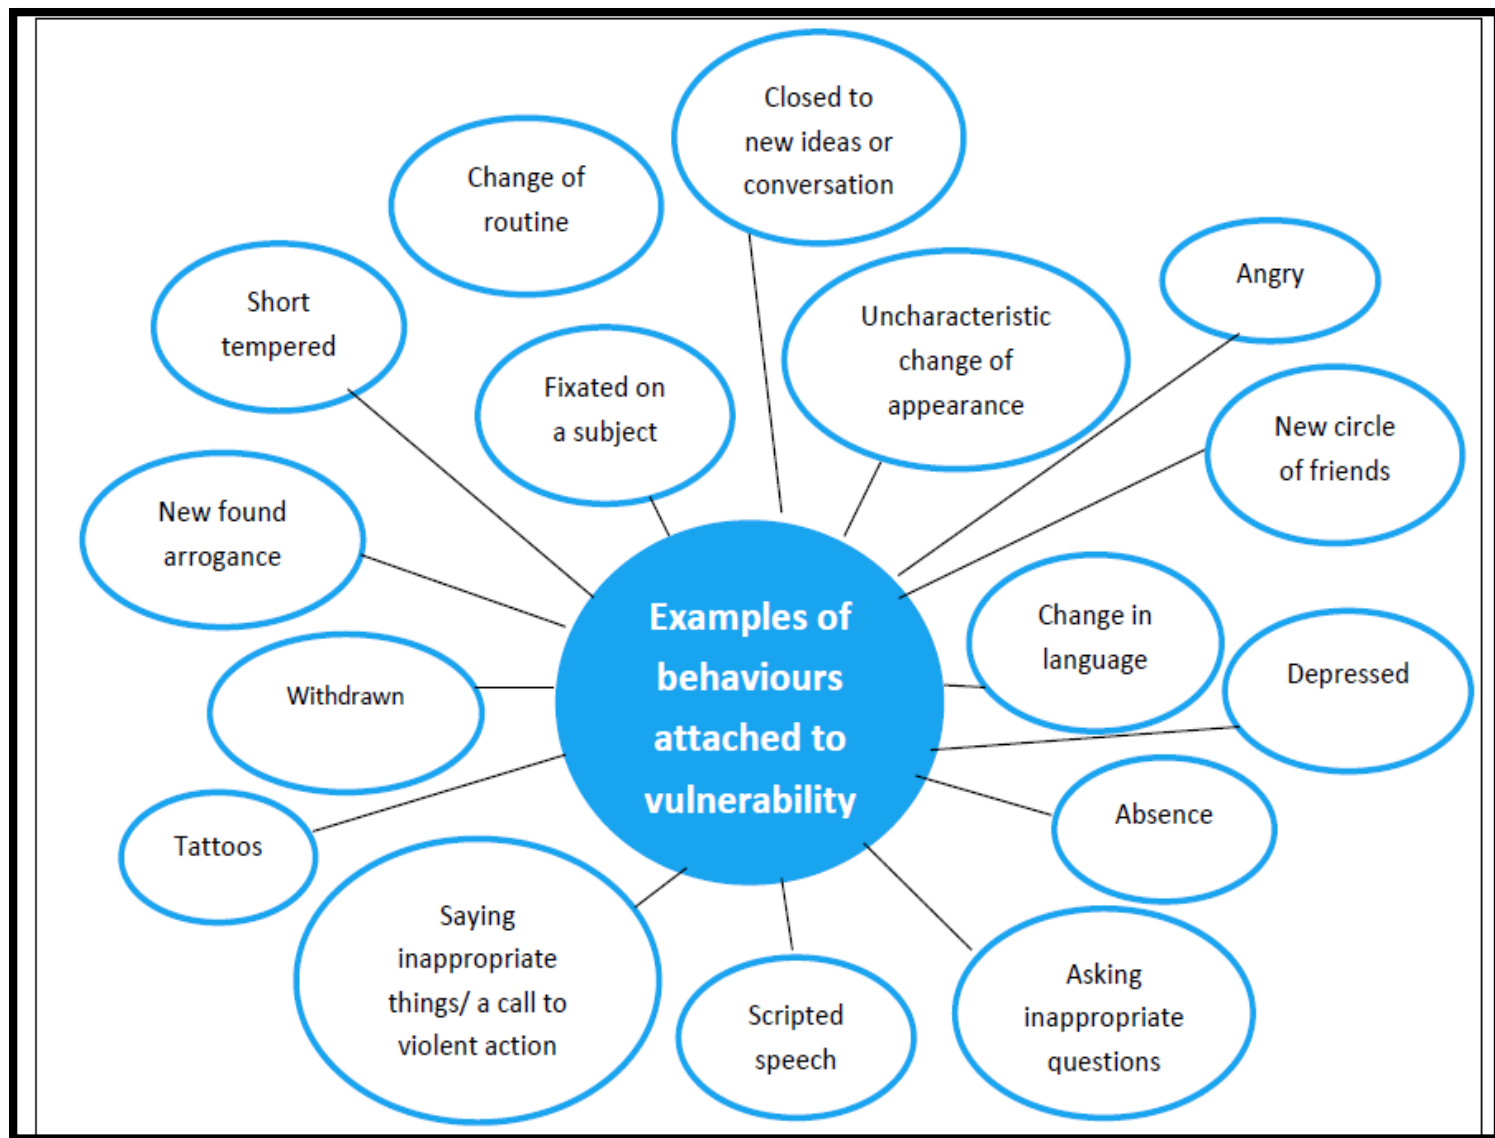 Closed to
new ideas or
conversation
Change of
routine
Angry
Short
tempered
Uncharacteristic
change of
appearance
Fixated on
a subject
New circle
of friends
New found
arrogance
Examples of
behaviours
attached to
vulnerability
Change in
language
Depressed
Withdrawn
Absence
Tattoos
Saying
inappropriate
things/ a call to
violent action
Scripted
speech
Asking
inappropriate
questions